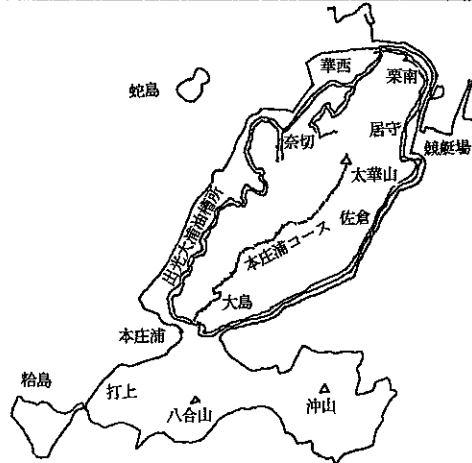 華西
栗南
蛇島
奈切
居守
競艇場
太華山
佐倉
出光大浦油槽所
本庄浦コース
大島
本庄浦
粭島
打上
八合山
沖山